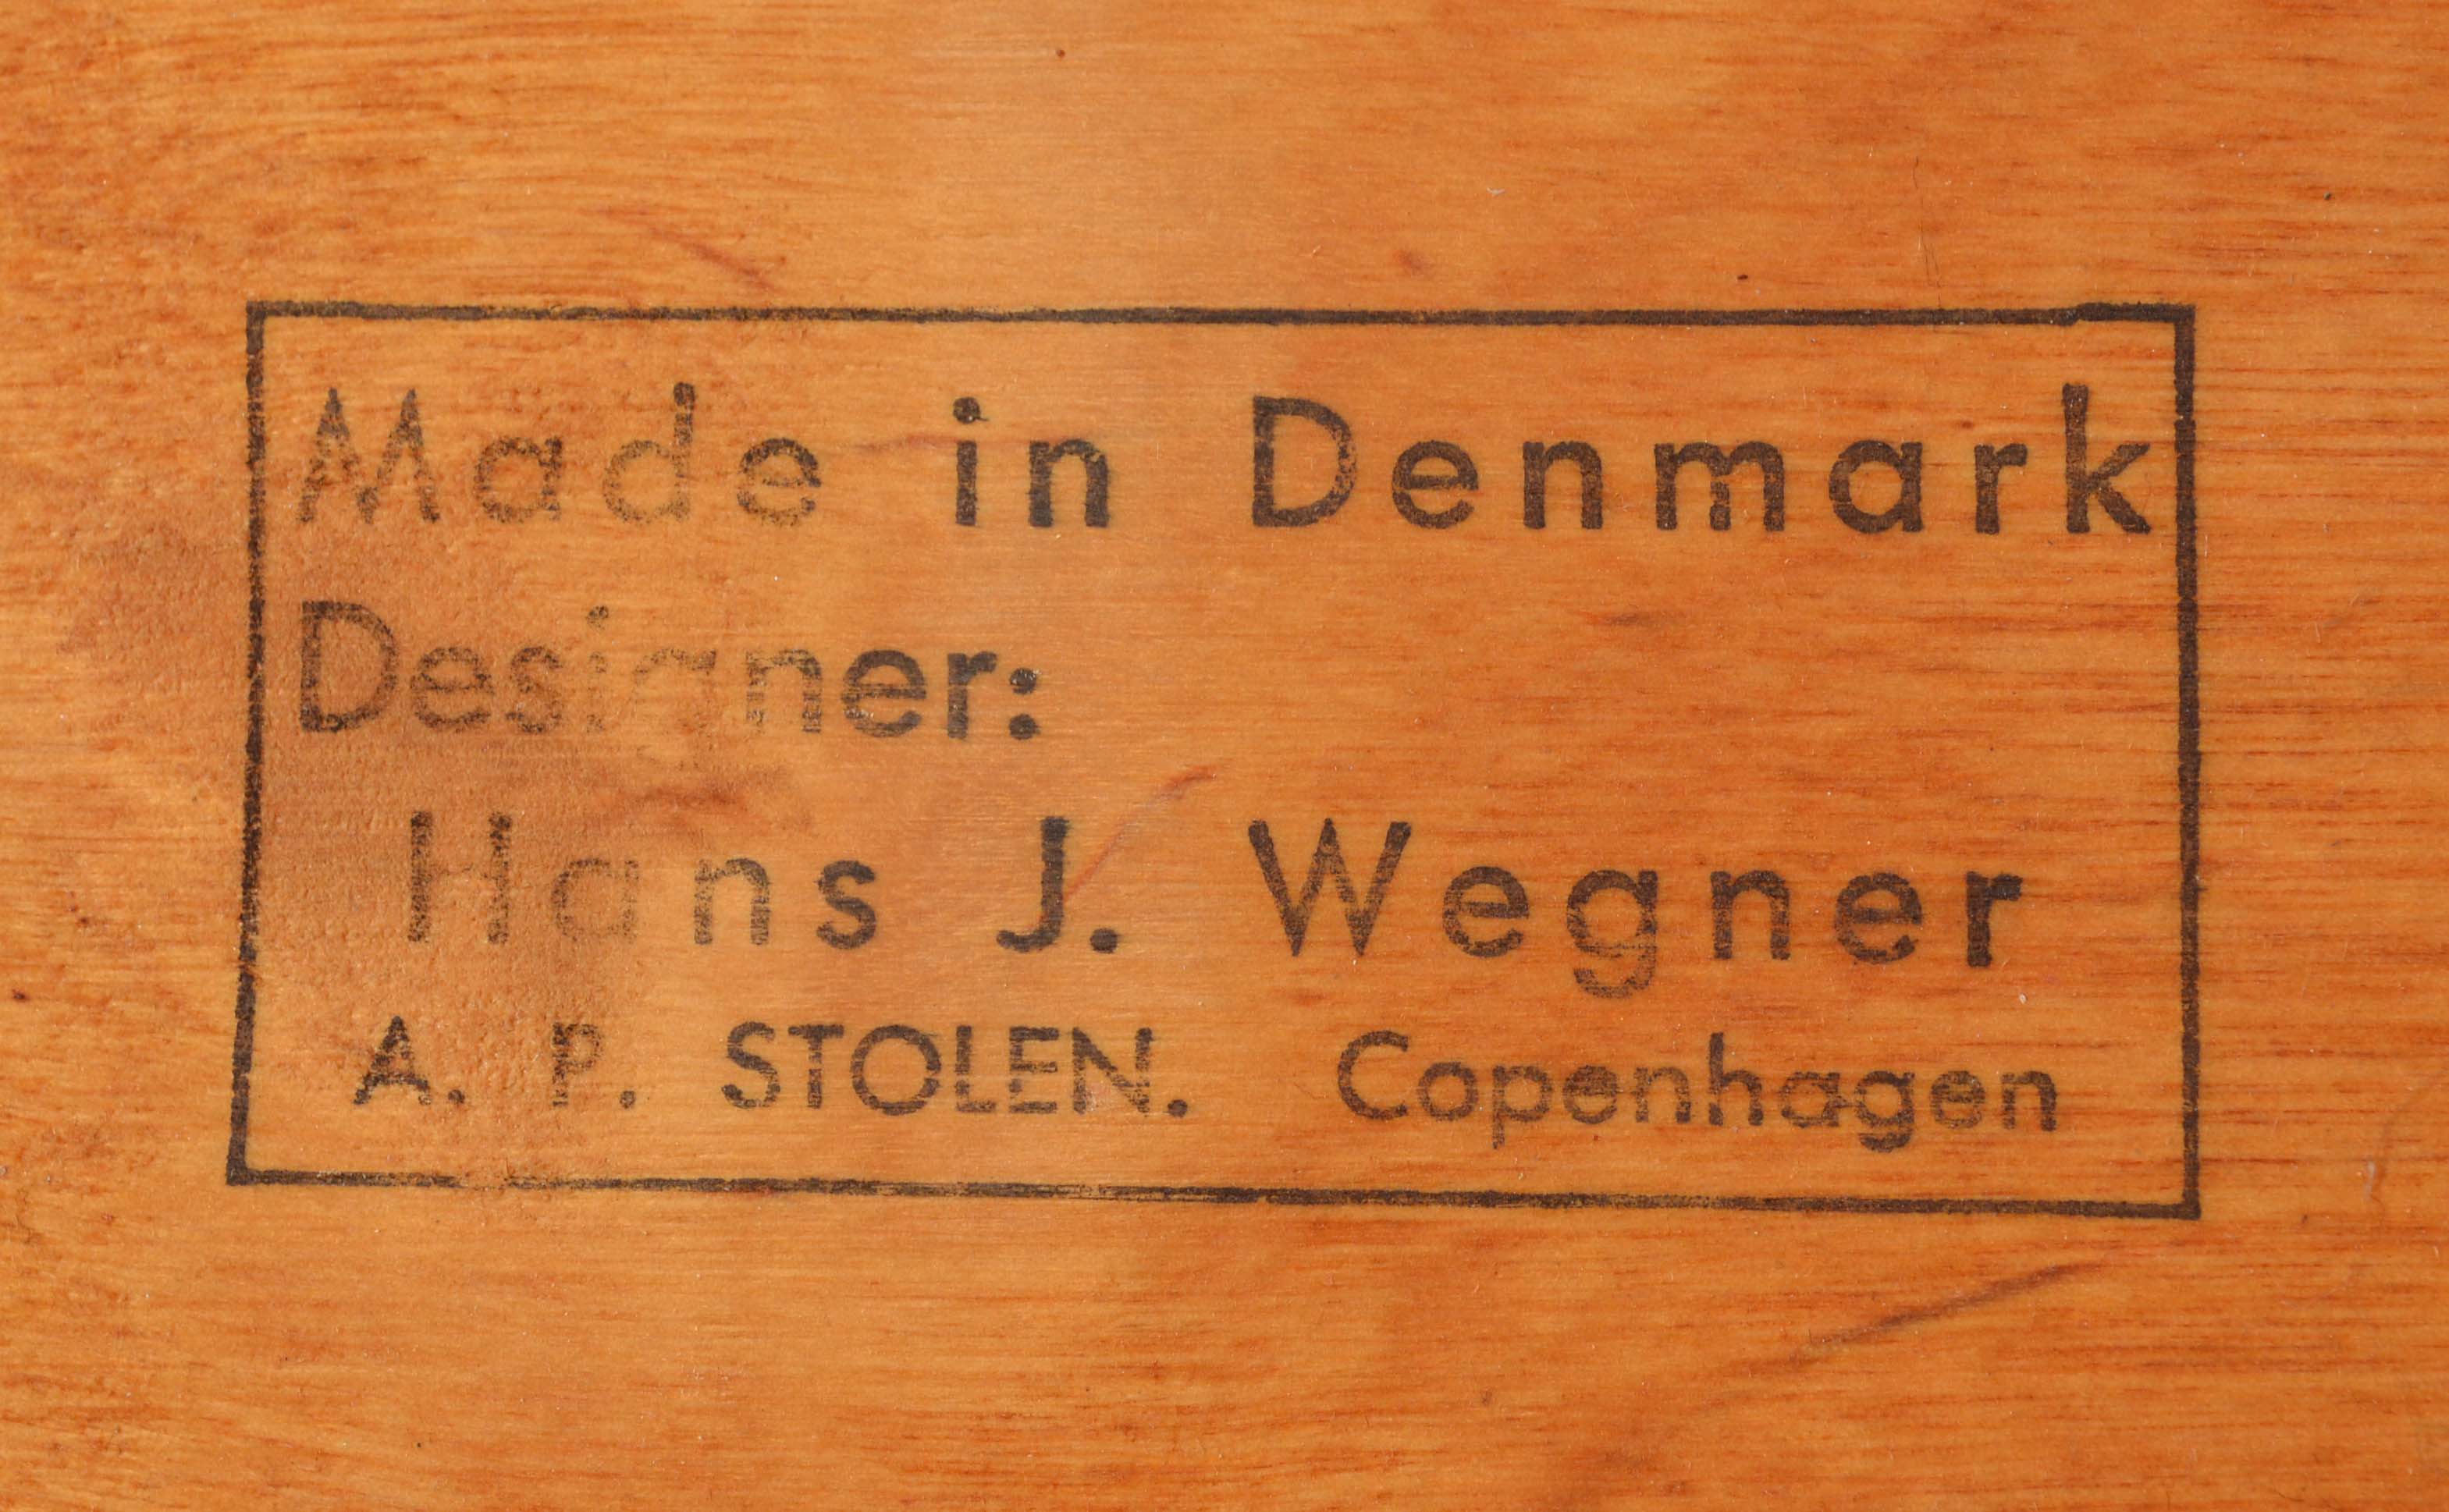 Made in Denmark
Designer:
Hans J. Wegner
A. P. STOLEN. Copenhagen